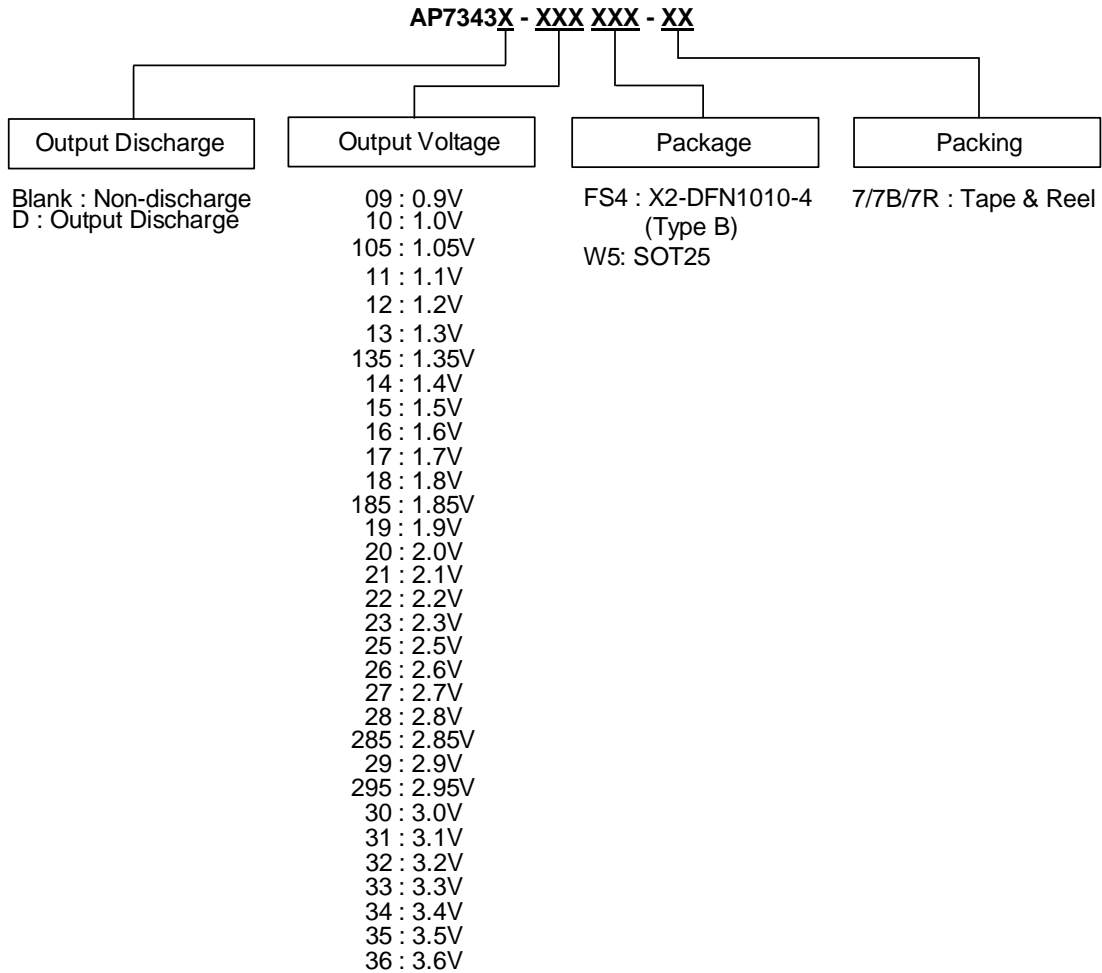 AP7343X - XXX XXX - XX
Output Discharge
Blank : Non-discharge
D : Output Discharge
Output Voltage
09 : 0.9V
10 : 1.0V
105 : 1.05V
11 : 1.1V
12 : 1.2V
13 : 1.3V
135 : 1.35V
14 : 1.4V
15 : 1.5V
16 : 1.6V
17 : 1.7V
18 : 1.8V
185 : 1.85V
19 : 1.9V
20 : 2.0V
21 : 2.1V
22 : 2.2V
23 : 2.3V
25 : 2.5V
26 : 2.6V
27 : 2.7V
28 : 2.8V
285 : 2.85V
29 : 2.9V
295 : 2.95V
30 : 3.0V
31 : 3.1V
32 : 3.2V
33 : 3.3V
34 : 3.4V
35 : 3.5V
36 : 3.6V
Package
FS4 : X2-DFN1010-4
(Type B)
W5: SOT25
Packing
7/7B/7R : Tape & Reel